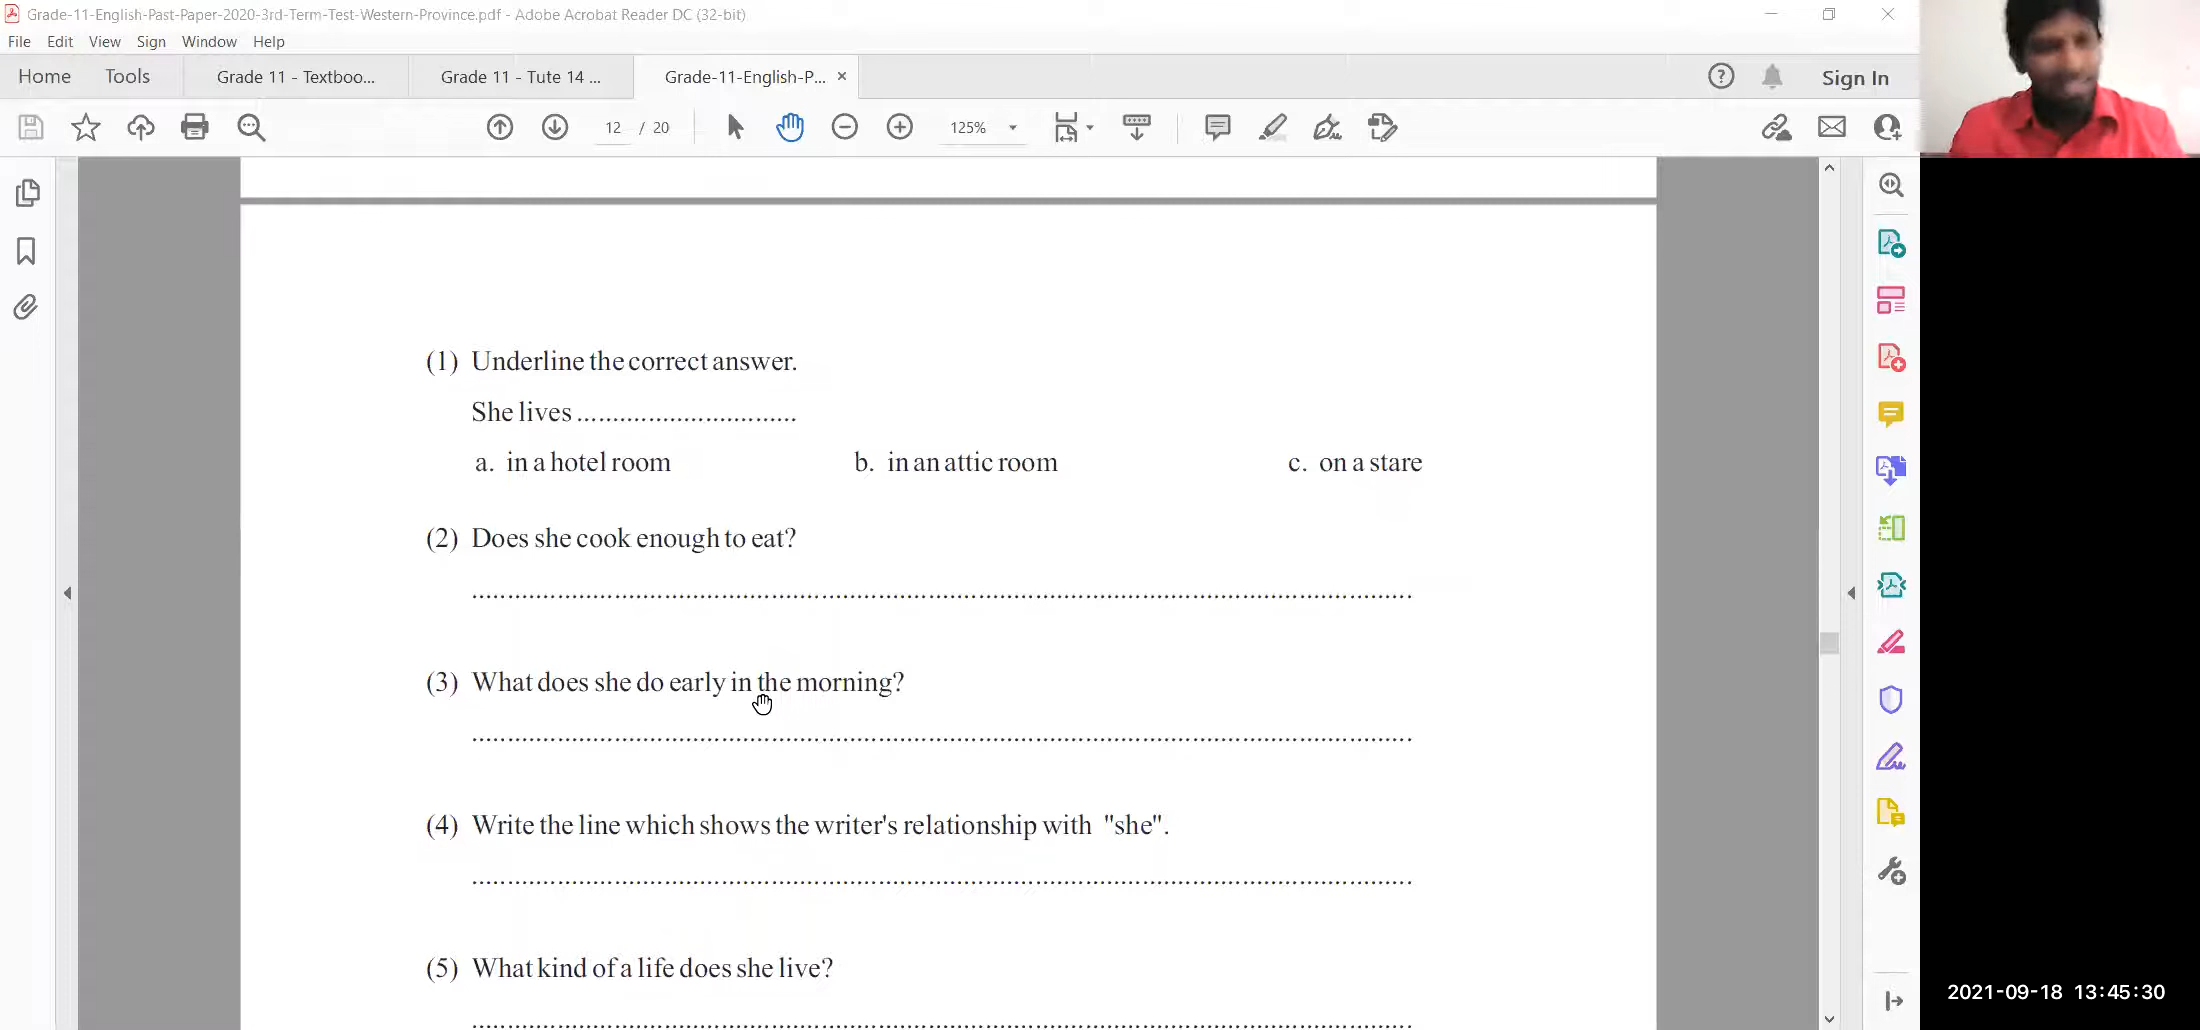 Grade-11-English-Past-Paper-2020-3rd-Term-Test-Western-Province.pdf - Adobe Acrobat Reader DC (32-bit)
File Edit View Sign Window Help
Home Tools Grade 11 - Textboo... Grade 11 - Tute 14 ... Grade-11-English-P... × Sign In
12 / 20 125%
(1) Underline the correct answer.
She lives ...............................
a. in a hotel room b. in an attic room c. on a stare
(2) Does she cook enough to eat?
....................................................................................................................................
(3) What does she do early in the morning?
....................................................................................................................................
(4) Write the line which shows the writer's relationship with "she".
....................................................................................................................................
(5) What kind of a life does she live?
....................................................................................................................................
2021-09-18 13:45:30